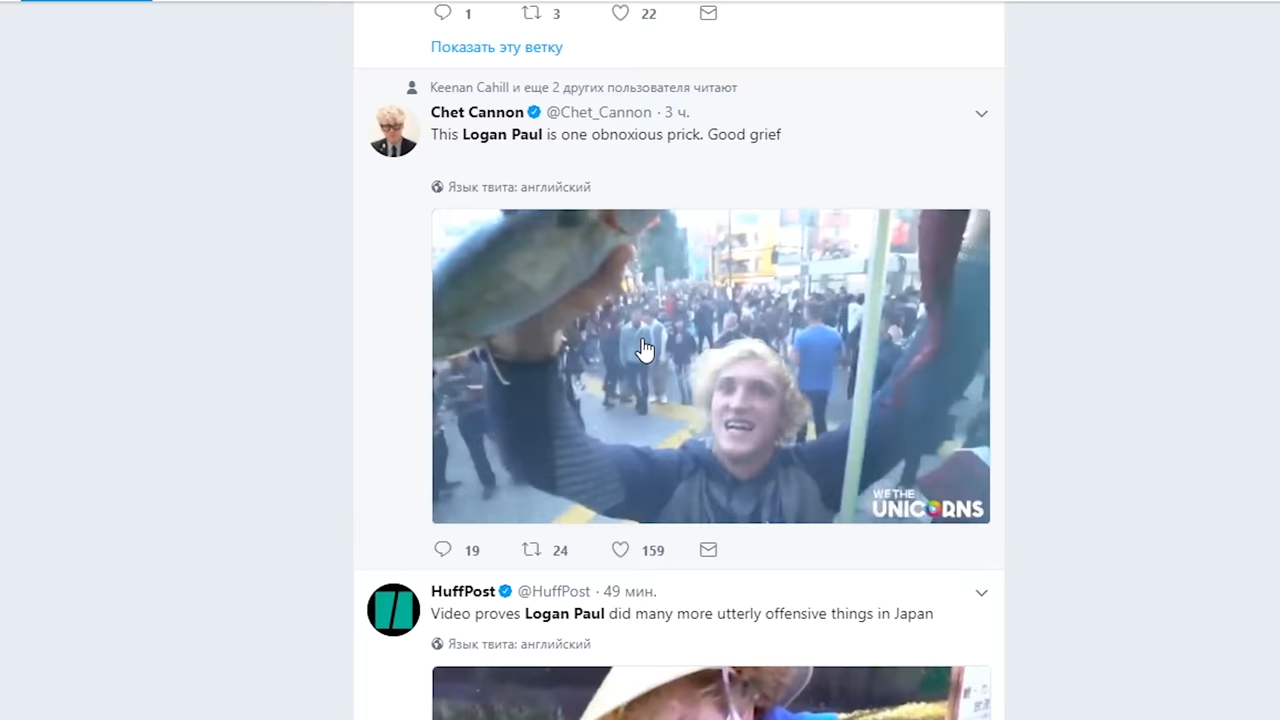 1 3 22
Показать эту ветку
Keenan Cahill и еще 2 других пользователя читают
Chet Cannon @Chet_Cannon · 3 ч.
This Logan Paul is one obnoxious prick. Good grief
Язык твита: английский
WE THE
UNICORNS
19 24 159
HuffPost @HuffPost · 49 мин.
Video proves Logan Paul did many more utterly offensive things in Japan
Язык твита: английский